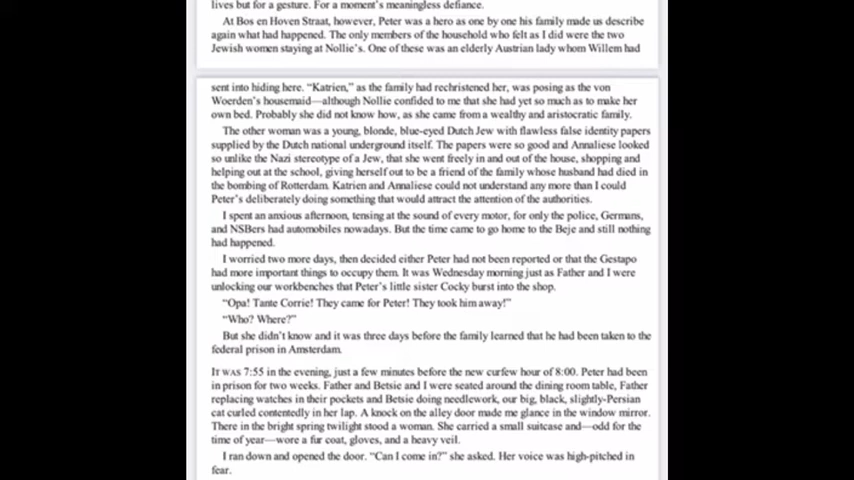 lives but for a gesture. For a moment's meaningless defiance.
At Bos en Hoven Straat, however, Peter was a hero as one by one his family made us describe
again what had happened. The only members of the household who felt as I did were the two
Jewish women staying at Nollie's. One of these was an elderly Austrian lady whom Willem had
sent into hiding here. “Katrien,” as the family had rechristened her, was posing as the von
Woerden's housemaid—although Nollie confided to me that she had yet so much as to make her
own bed. Probably she did not know how, as she came from a wealthy and aristocratic family.
The other woman was a young, blonde, blue-eyed Dutch Jew with flawless false identity papers
supplied by the Dutch national underground itself. The papers were so good and Annaliese looked
so unlike the Nazi stereotype of a Jew, that she went freely in and out of the house, shopping and
helping out at the school, giving herself out to be a friend of the family whose husband had died in
the bombing of Rotterdam. Katrien and Annaliese could not understand any more than I could
Peter's deliberately doing something that would attract the attention of the authorities.
I spent an anxious afternoon, tensing at the sound of every motor, for only the police, Germans,
and NSBers had automobiles nowadays. But the time came to go home to the Beje and still nothing
had happened.
I worried two more days, then decided either Peter had not been reported or that the Gestapo
had more important things to occupy them. It was Wednesday morning just as Father and I were
unlocking our workbenches that Peter's little sister Cocky burst into the shop.
“Opa! Tante Corrie! They came for Peter! They took him away!”
“Who? Where?”
But she didn't know and it was three days before the family learned that he had been taken to the
federal prison in Amsterdam.
IT WAS 7:55 in the evening, just a few minutes before the new curfew hour of 8:00. Peter had been
in prison for two weeks. Father and Betsie and I were seated around the dining room table, Father
replacing watches in their pockets and Betsie doing needlework, our big, black, slightly-Persian
cat curled contentedly in her lap. A knock on the alley door made me glance in the window mirror.
There in the bright spring twilight stood a woman. She carried a small suitcase and—odd for the
time of year—wore a fur coat, gloves, and a heavy veil.
I ran down and opened the door. “Can I come in?” she asked. Her voice was high-pitched in
fear.